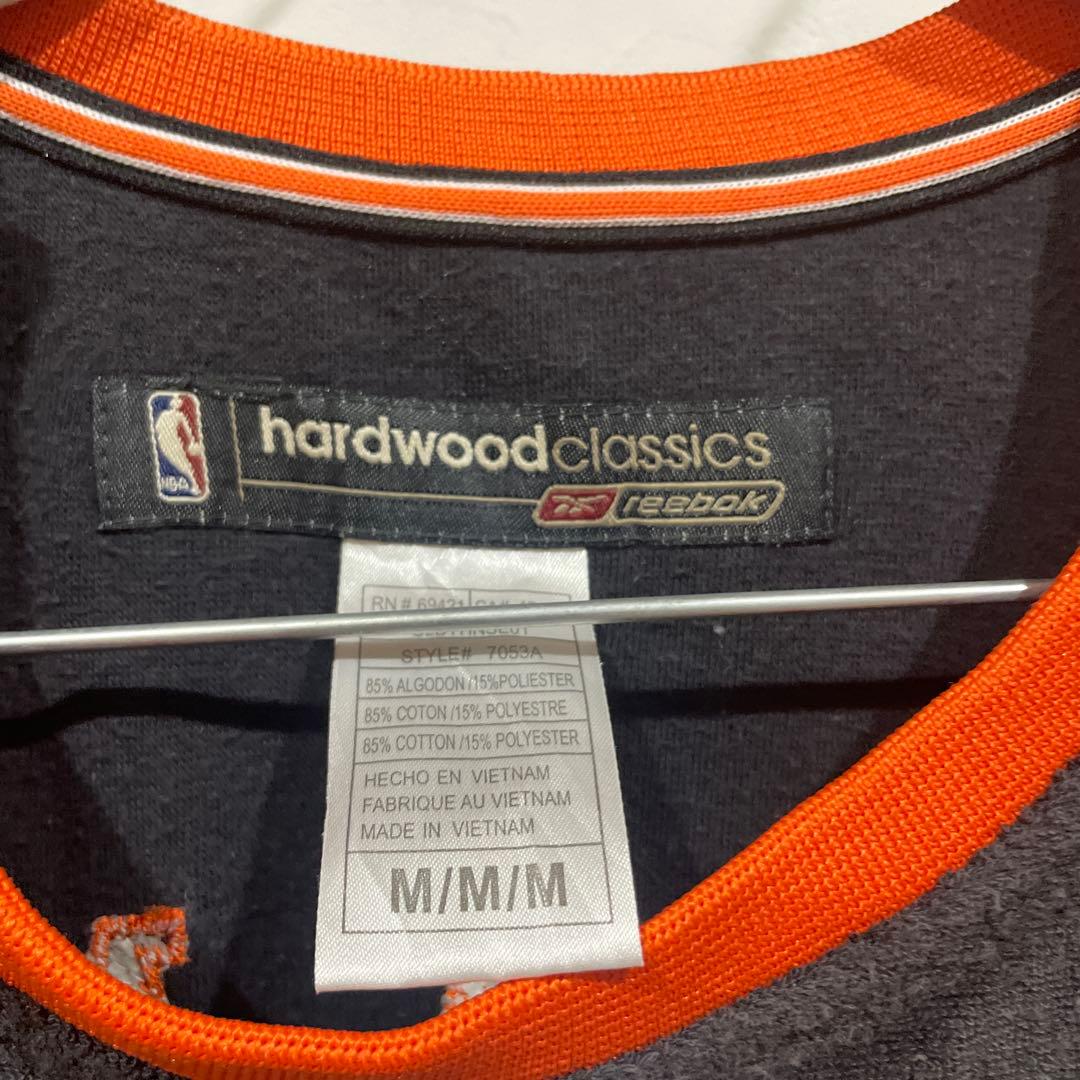 NBA
hardwoodclassics
Reebok
RN # 69421
STYLE# 7053A
85% ALGODON /15%POLIESTER
85% COTON /15% POLYESTRE
85% COTTON /15% POLYESTER
HECHO EN VIETNAM
FABRIQUE AU VIETNAM
MADE IN VIETNAM
M/M/M